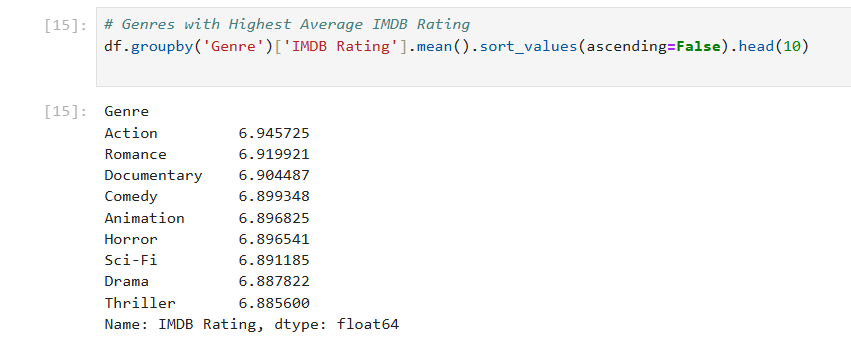 [15]: # Genres with Highest Average IMDB Rating
df.groupby('Genre')['IMDB Rating'].mean().sort_values(ascending=False).head(10)
[15]: Genre
Action 6.945725
Romance 6.919921
Documentary 6.904487
Comedy 6.899348
Animation 6.896825
Horror 6.896541
Sci-Fi 6.891185
Drama 6.887822
Thriller 6.885600
Name: IMDB Rating, dtype: float64